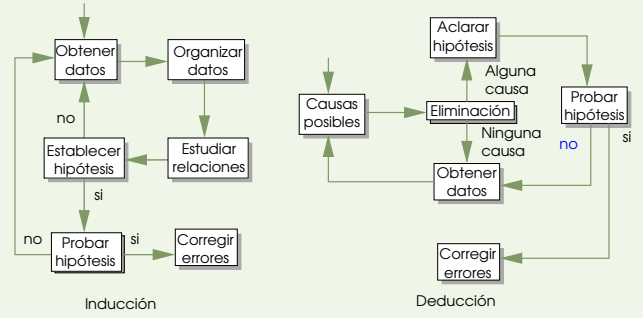 Obtener
datos
Organizar
datos
no
Establecer
hipótesis
Estudiar
relaciones
si
no
Probar
hipótesis
si
Corregir
errores
Inducción
Aclarar
hipótesis
Alguna
causa
Causas
posibles
Eliminación
Probar
hipótesis
Ninguna
causa
no
si
Obtener
datos
Corregir
errores
Deducción